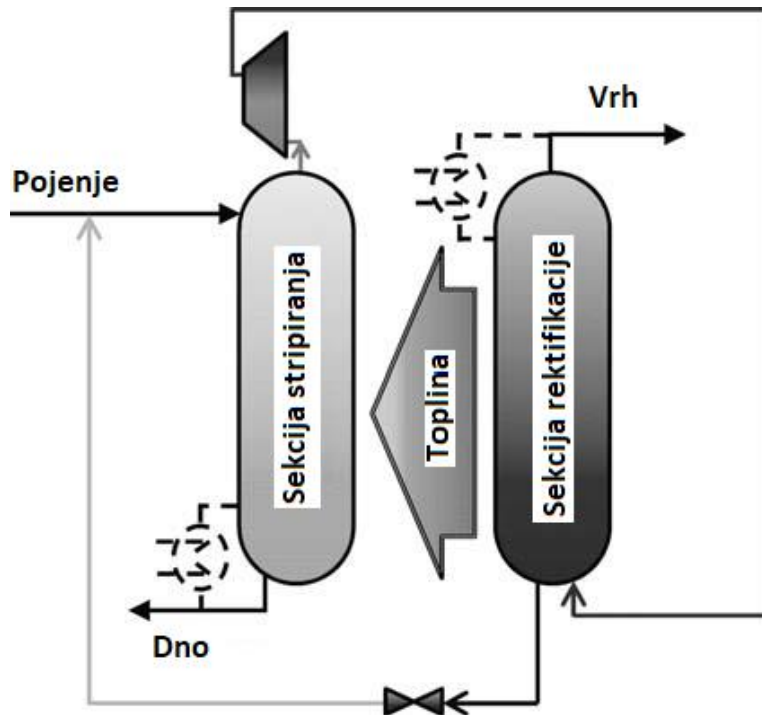 Vrh
Pojenje
Sekcija stripiranja
Toplina
Sekcija rektifikacije
Dno